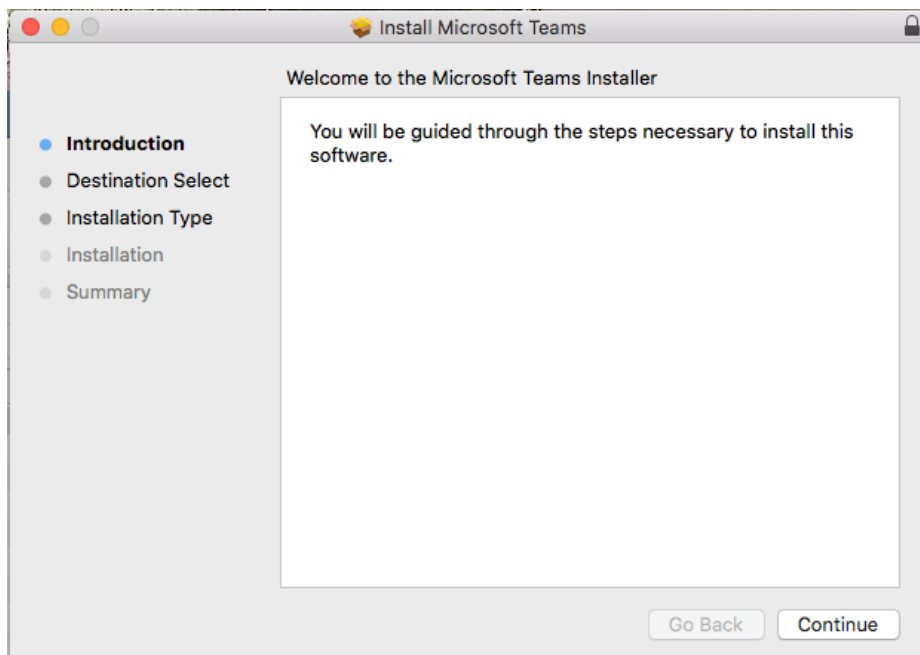 Install Microsoft Teams
Welcome to the Microsoft Teams Installer
Introduction
Destination Select
Installation Type
Installation
Summary
You will be guided through the steps necessary to install this
software.
Go Back
Continue